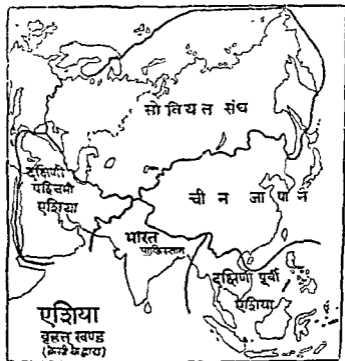 सोवियत संघ
दक्षिणी
पश्चिमी
एशिया
चीन जापान
भारत
पाकिस्तान
दक्षिणी पूर्वी
एशिया
एशिया
वृहत खण्ड